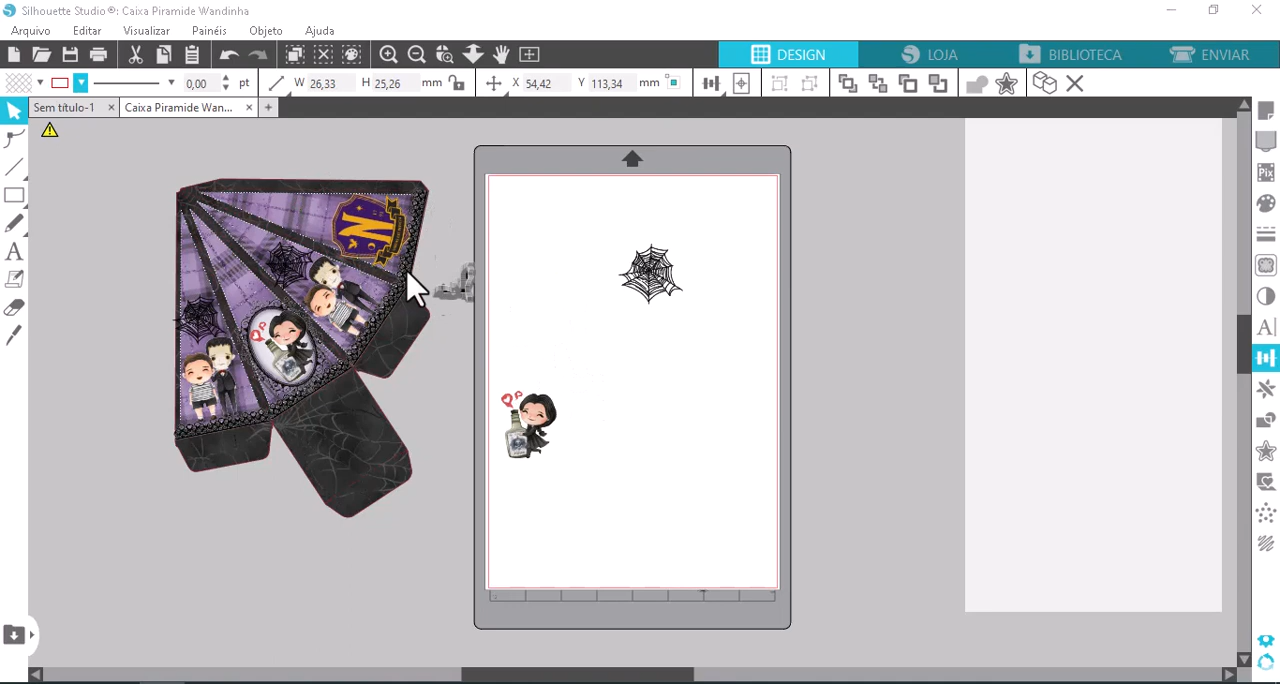 Silhouette Studio®: Caixa Piramide Wandinha
Arquivo Editar Visualizar Painéis Objeto Ajuda
DESIGN LOJA BIBLIOTECA ENVIAR
0,00 pt W 26,33 H 25,26 mm X 54,42 Y 113,34 mm
Sem título-1 × Caixa Piramide Wan... × +
Pix
N